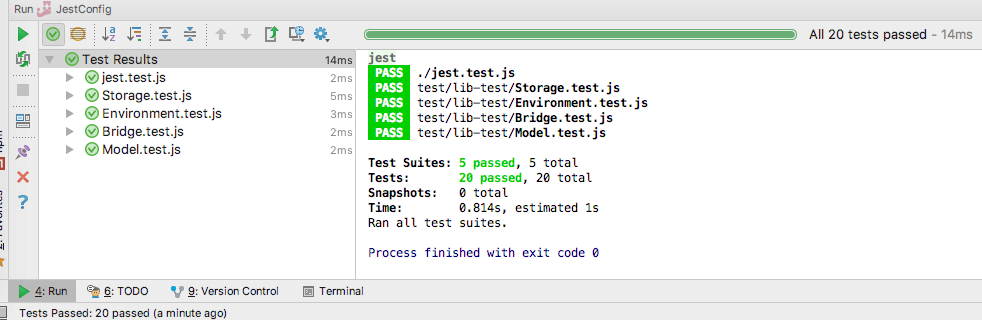 Run JestConfig
All 20 tests passed - 14ms
Test Results 14ms
jest.test.js 2ms
Storage.test.js 5ms
Environment.test.js 3ms
Bridge.test.js 2ms
Model.test.js 2ms
jest
PASS ./jest.test.js
PASS test/lib-test/Storage.test.js
PASS test/lib-test/Environment.test.js
PASS test/lib-test/Bridge.test.js
PASS test/lib-test/Model.test.js
Test Suites: 5 passed, 5 total
Tests: 20 passed, 20 total
Snapshots: 0 total
Time: 0.814s, estimated 1s
Ran all test suites.
Process finished with exit code 0
npm
2: Favorites
4: Run 6: TODO 9: Version Control Terminal
Tests Passed: 20 passed (a minute ago)